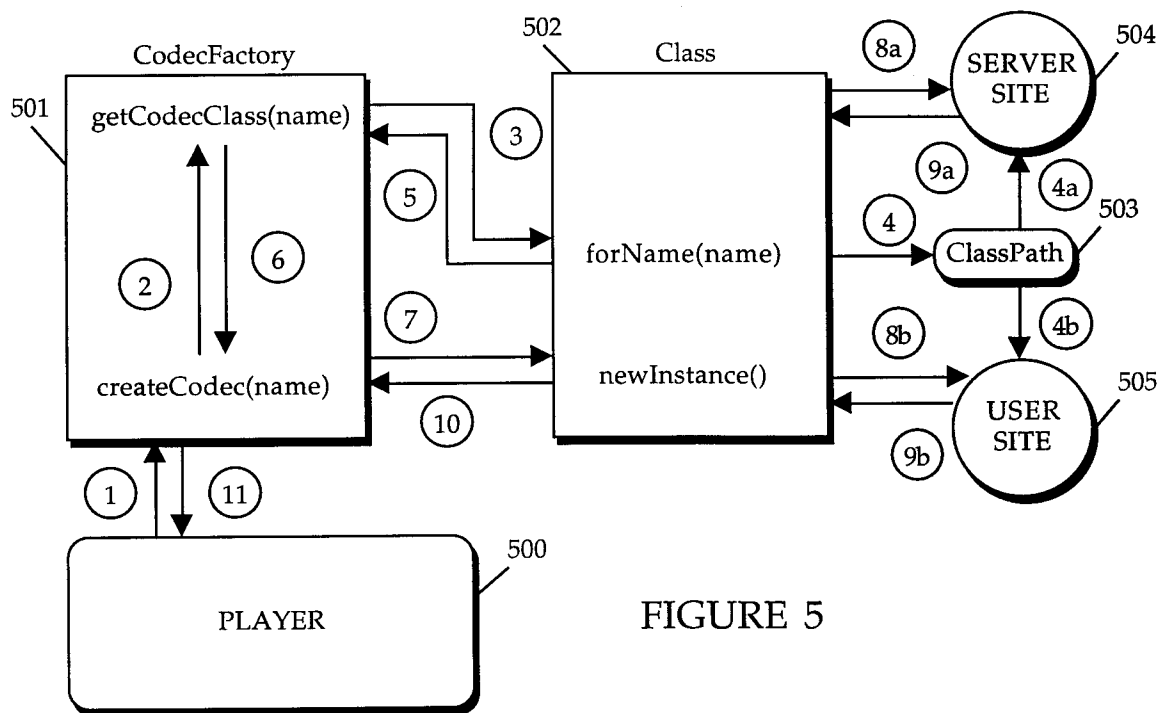 502
504
CodecFactory
Class
8a
SERVER
SITE
501
getCodecClass(name)
3
9a
4a
5
4
503
2
6
forName(name)
ClassPath
7
8b
4b
createCodec(name)
newInstance()
505
10
USER
SITE
9b
1
11
500
PLAYER
FIGURE 5